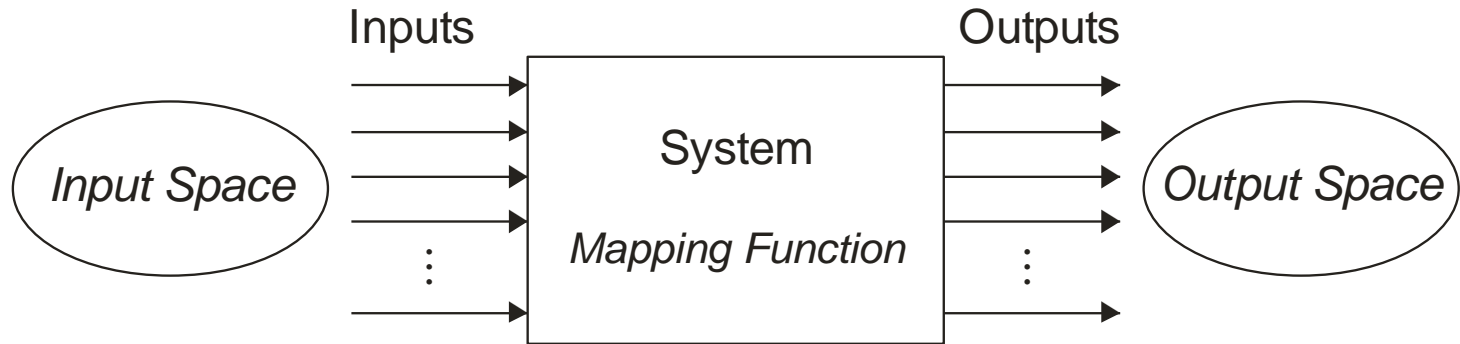 Inputs
Outputs
Input Space
System
Mapping Function
Output Space